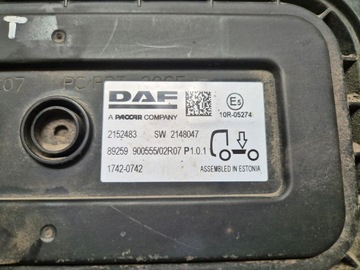 T
DAF
A PACCAR COMPANY
E5
10R-05274
2152483 SW 2148047
89259 900555/02R07 P1.0.1
1742-0742
ASSEMBLED IN ESTONIA